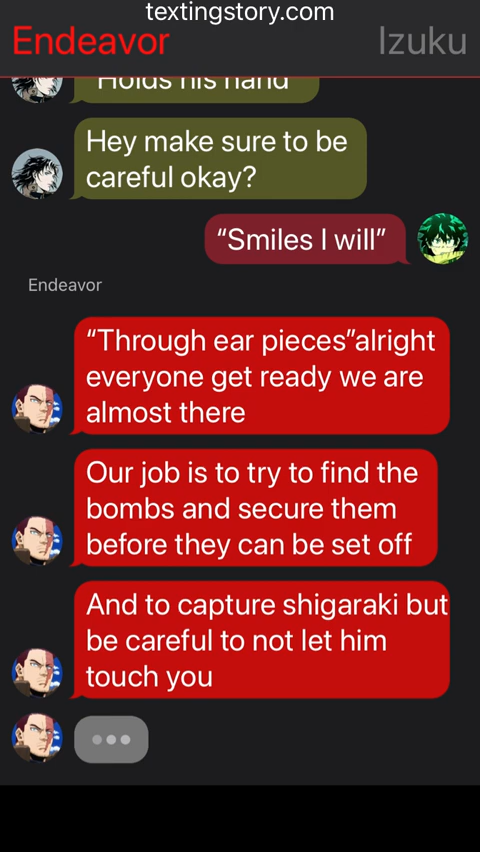 textingstory.com
Endeavor
Izuku
Holds his hand
Hey make sure to be
careful okay?
“Smiles I will”
Endeavor
“Through ear pieces”alright
everyone get ready we are
almost there
Our job is to try to find the
bombs and secure them
before they can be set off
And to capture shigaraki but
be careful to not let him
touch you